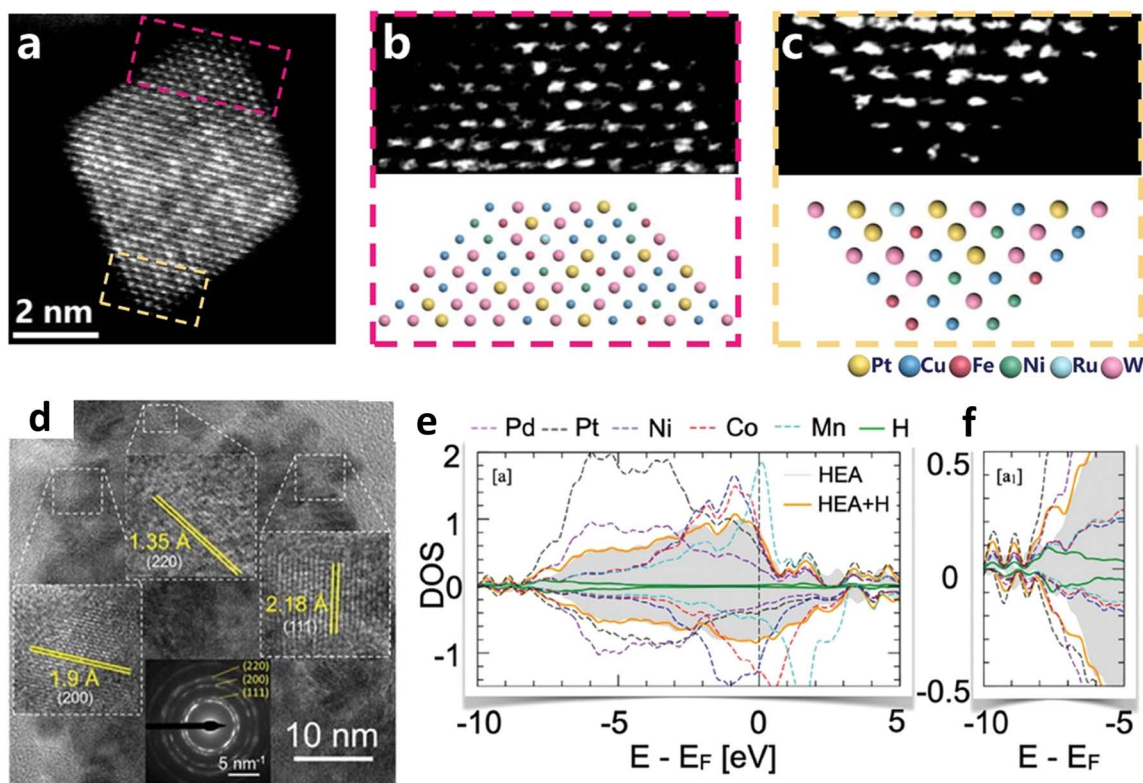 a
2 nm
b
c
Pt Cu Fe Ni Ru W
d
1.35 Å
(220)
2.18 Å
(111)
1.9 Å
(200)
(220)
(200)
(111)
5 nm⁻¹
10 nm
e
Pd Pt Ni Co Mn H
[a]
HEA
HEA+H
DOS
2
1
0
-1
-10 -5 0 5
E - E_F [eV]
f
[a₁]
0.5
0
-0.5
-10 -5
E - E_F